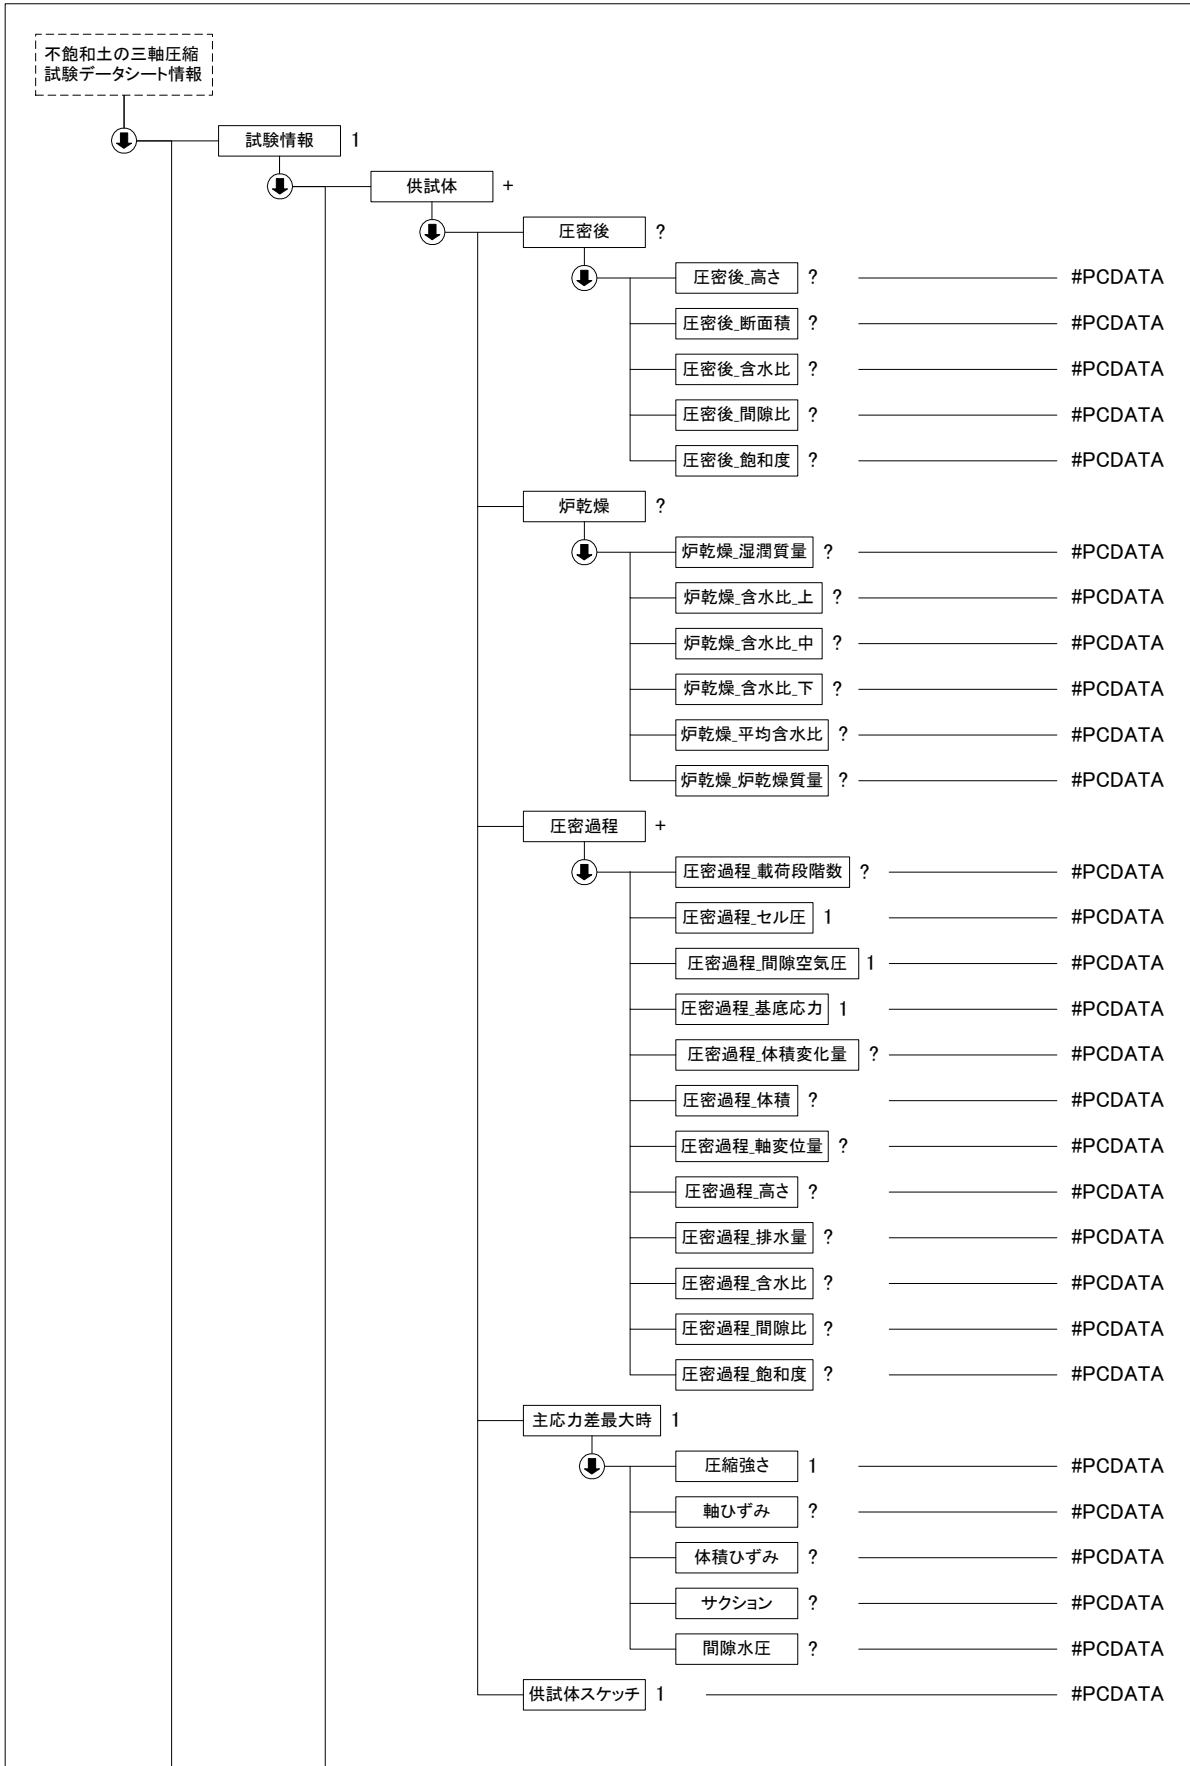 不飽和土の三軸圧縮
試験データシート情報
試験情報 1
供試体 +
圧密後 ?
圧密後_高さ ? #PCDATA
圧密後_断面積 ? #PCDATA
圧密後_含水比 ? #PCDATA
圧密後_間隙比 ? #PCDATA
圧密後_飽和度 ? #PCDATA
炉乾燥 ?
炉乾燥_湿潤質量 ? #PCDATA
炉乾燥_含水比_上 ? #PCDATA
炉乾燥_含水比_中 ? #PCDATA
炉乾燥_含水比_下 ? #PCDATA
炉乾燥_平均含水比 ? #PCDATA
炉乾燥_炉乾燥質量 ? #PCDATA
圧密過程 +
圧密過程_載荷段階数 ? #PCDATA
圧密過程_セル圧 1 #PCDATA
圧密過程_間隙空気圧 1 #PCDATA
圧密過程_基底応力 1 #PCDATA
圧密過程_体積変化量 ? #PCDATA
圧密過程_体積 ? #PCDATA
圧密過程_軸変位量 ? #PCDATA
圧密過程_高さ ? #PCDATA
圧密過程_排水量 ? #PCDATA
圧密過程_含水比 ? #PCDATA
圧密過程_間隙比 ? #PCDATA
圧密過程_飽和度 ? #PCDATA
主応力差最大時 1
圧縮強さ 1 #PCDATA
軸ひずみ ? #PCDATA
体積ひずみ ? #PCDATA
サクション ? #PCDATA
間隙水圧 ? #PCDATA
供試体スケッチ 1 #PCDATA